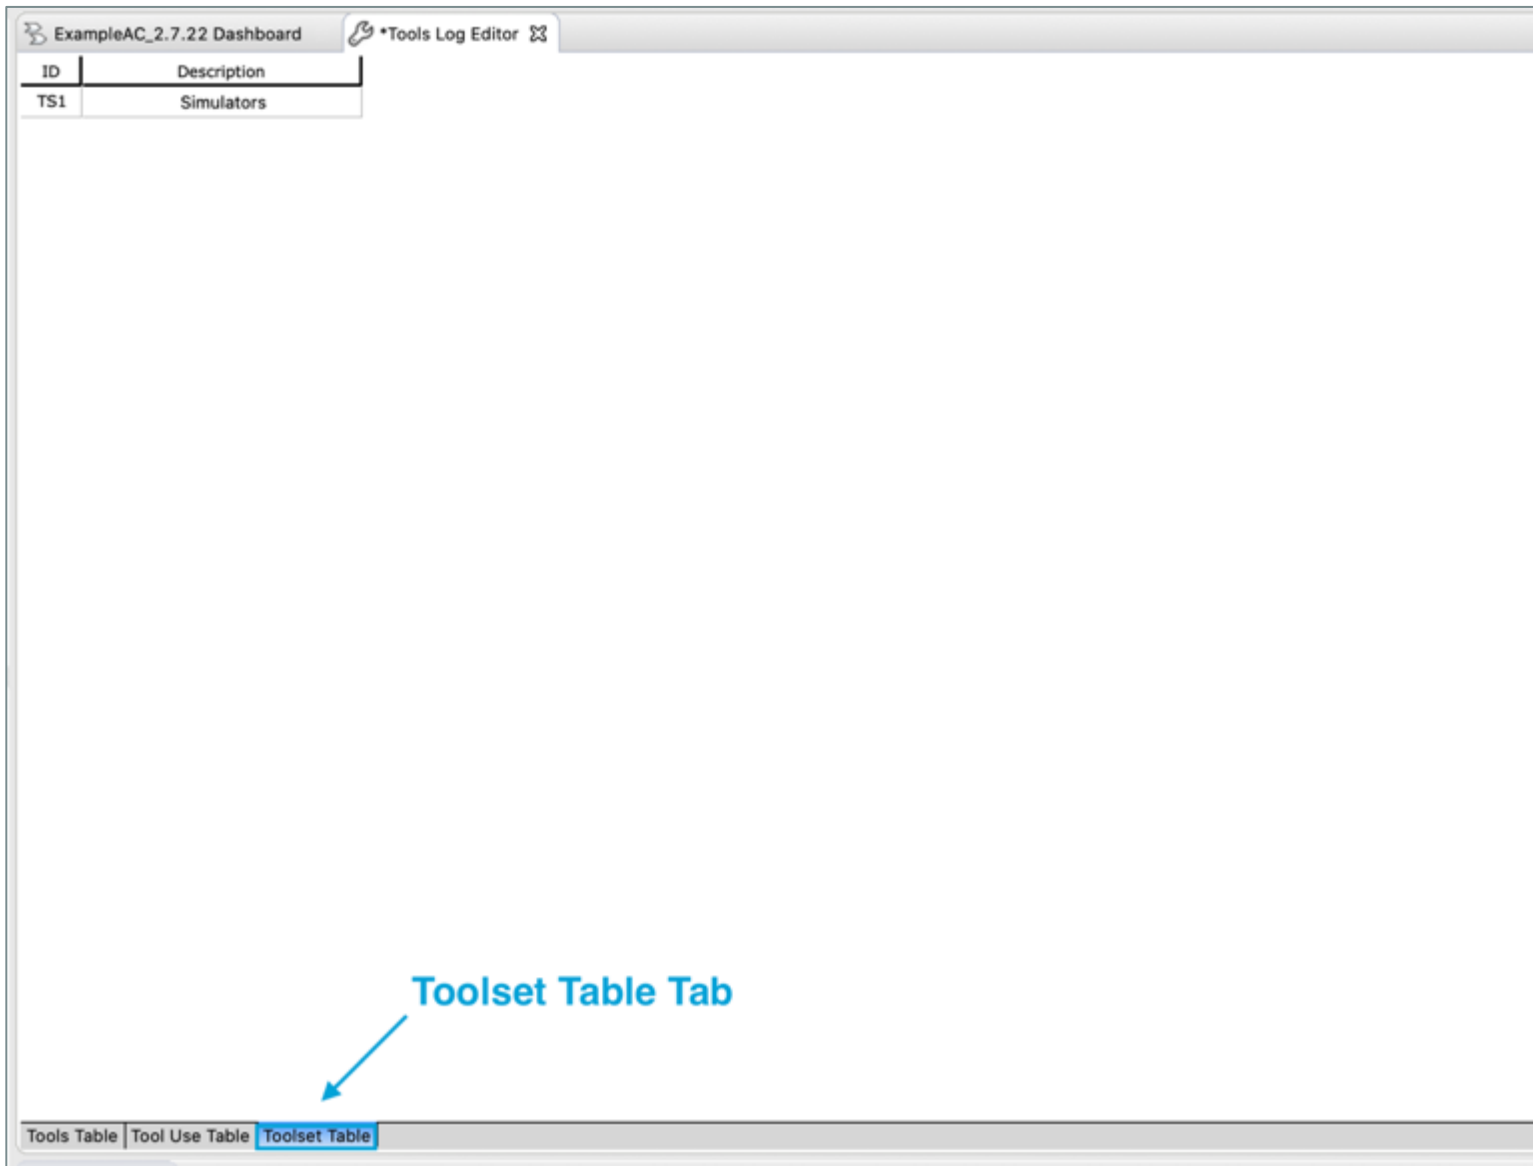 ExampleAC_2.7.22 Dashboard *Tools Log Editor
ID Description
TS1 Simulators
Toolset Table Tab
Tools Table Tool Use Table Toolset Table